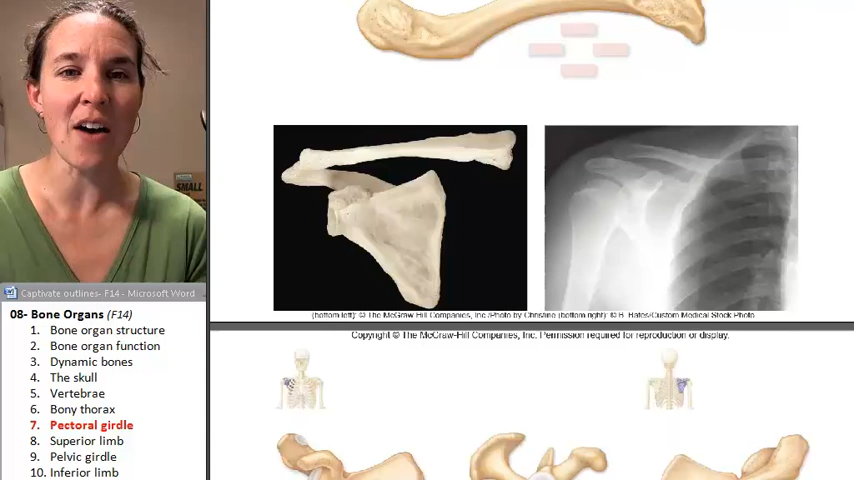 SMALL
Captivate outlines- F14 - Microsoft Word
08- Bone Organs (F14)
1. Bone organ structure
2. Bone organ function
3. Dynamic bones
4. The skull
5. Vertebrae
6. Bony thorax
7. Pectoral girdle
8. Superior limb
9. Pelvic girdle
10. Inferior limb
(bottom left): © The McGraw-Hill Companies, Inc./Photo by Christine (bottom right): © B. Bates/Custom Medical Stock Photo
Copyright © The McGraw-Hill Companies, Inc. Permission required for reproduction or display.